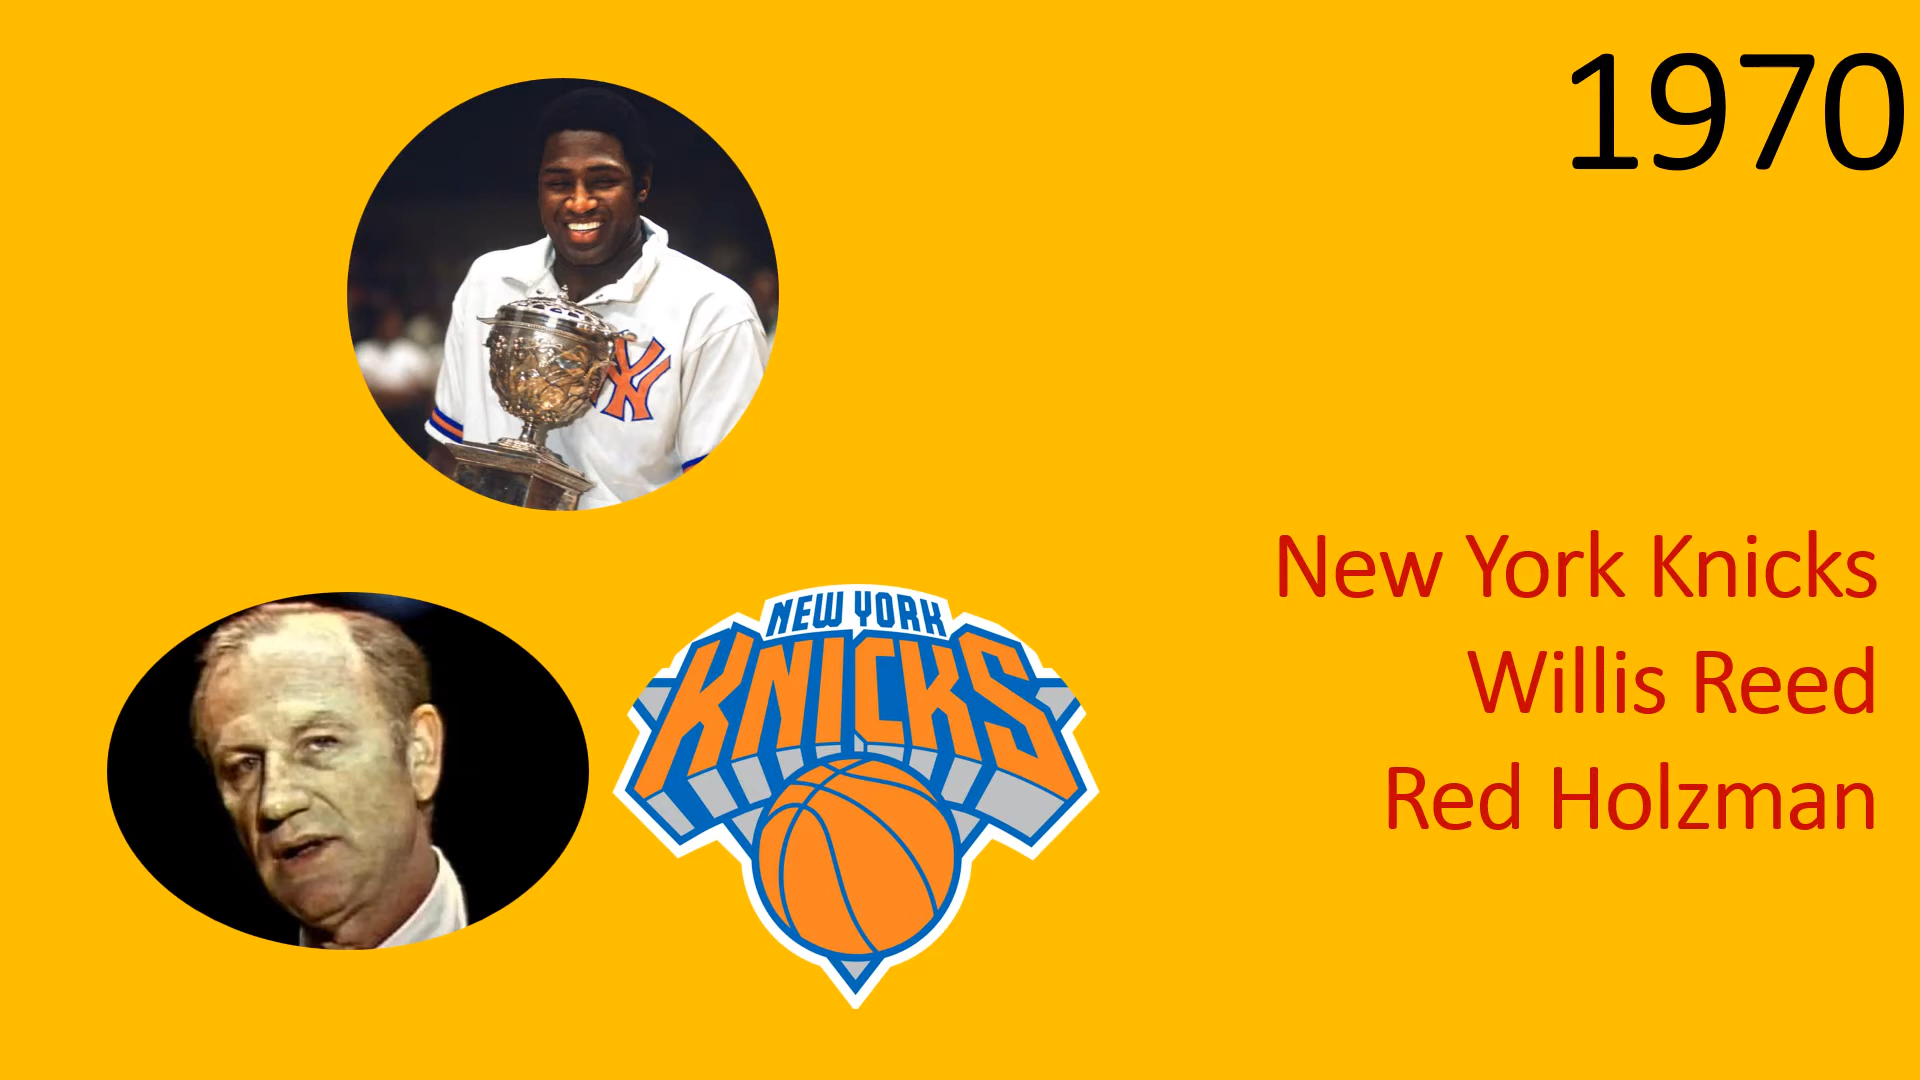 1970
NY
New York Knicks
Willis Reed
Red Holzman
NEW YORK
KNICKS